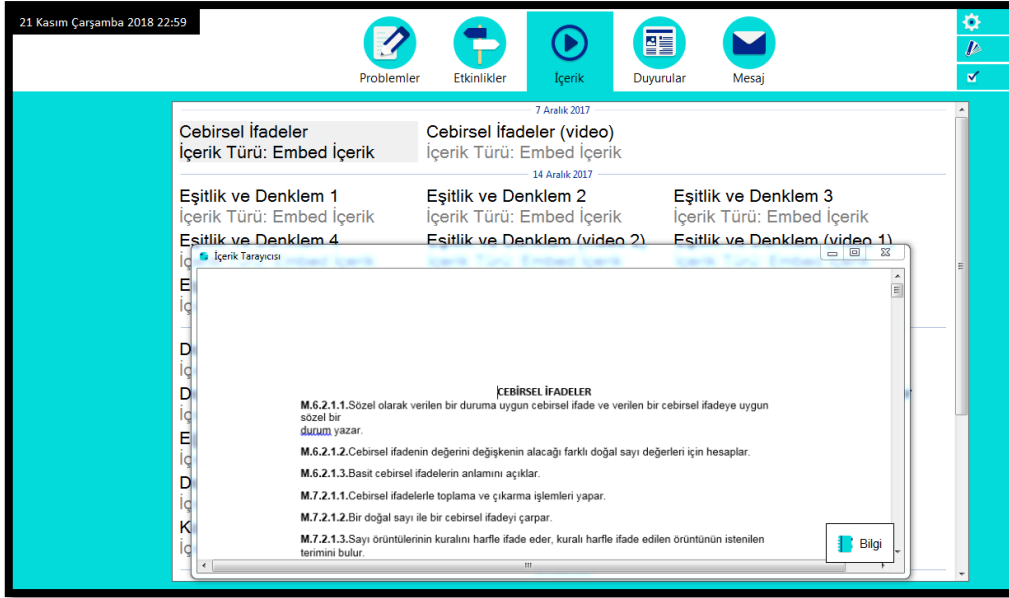 21 Kasım Çarşamba 2018 22:59
Problemler Etkinlikler İçerik Duyurular Mesaj
7 Aralık 2017
Cebirsel İfadeler Cebirsel İfadeler (video)
İçerik Türü: Embed İçerik İçerik Türü: Embed İçerik
14 Aralık 2017
Eşitlik ve Denklem 1 Eşitlik ve Denklem 2 Eşitlik ve Denklem 3
İçerik Türü: Embed İçerik İçerik Türü: Embed İçerik İçerik Türü: Embed İçerik
Eşitlik ve Denklem 4 Eşitlik ve Denklem (video 2) Eşitlik ve Denklem (video 1)
İçerik Tarayıcısı
CEBİRSEL İFADELER
M.6.2.1.1.Sözel olarak verilen bir duruma uygun cebirsel ifade ve verilen bir cebirsel ifadeye uygun
sözel bir
durum yazar.
M.6.2.1.2.Cebirsel ifadenin değerini değişkenin alacağı farklı doğal sayı değerleri için hesaplar.
M.6.2.1.3.Basit cebirsel ifadelerin anlamını açıklar.
M.7.2.1.1.Cebirsel ifadelerle toplama ve çıkarma işlemleri yapar.
M.7.2.1.2.Bir doğal sayı ile bir cebirsel ifadeyi çarpar.
M.7.2.1.3.Sayı örüntülerinin kuralını harfle ifade eder, kuralı harfle ifade edilen örüntünün istenilen
terimini bulur.
Bilgi